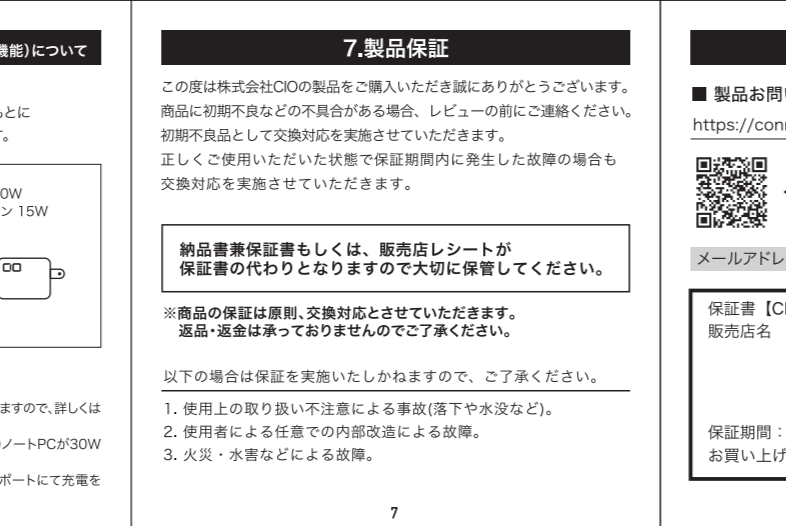 機能)について
とに
す。
0W
ン 15W
ますので、詳しくは
ノートPCが30W
ポートにて充電を
7.製品保証
この度は株式会社CIOの製品をご購入いただき誠にありがとうございます。
商品に初期不良などの不具合がある場合、レビューの前にご連絡ください。
初期不良品として交換対応を実施させていただきます。
正しくご使用いただいた状態で保証期間内に発生した故障の場合も
交換対応を実施させていただきます。
納品書兼保証書もしくは、販売店レシートが
保証書の代わりとなりますので大切に保管してください。
※商品の保証は原則、交換対応とさせていただきます。
返品・返金は承っておりませんのでご了承ください。
以下の場合は保証を実施いたしかねますので、ご了承ください。
1. 使用上の取り扱い不注意による事故(落下や水没など)。
2. 使用者による任意での内部改造による故障。
3. 火災・水害などによる故障。
7
■ 製品お問い
https://con
メールアドレ
保証書【CI
販売店名
保証期間：
お買い上げ